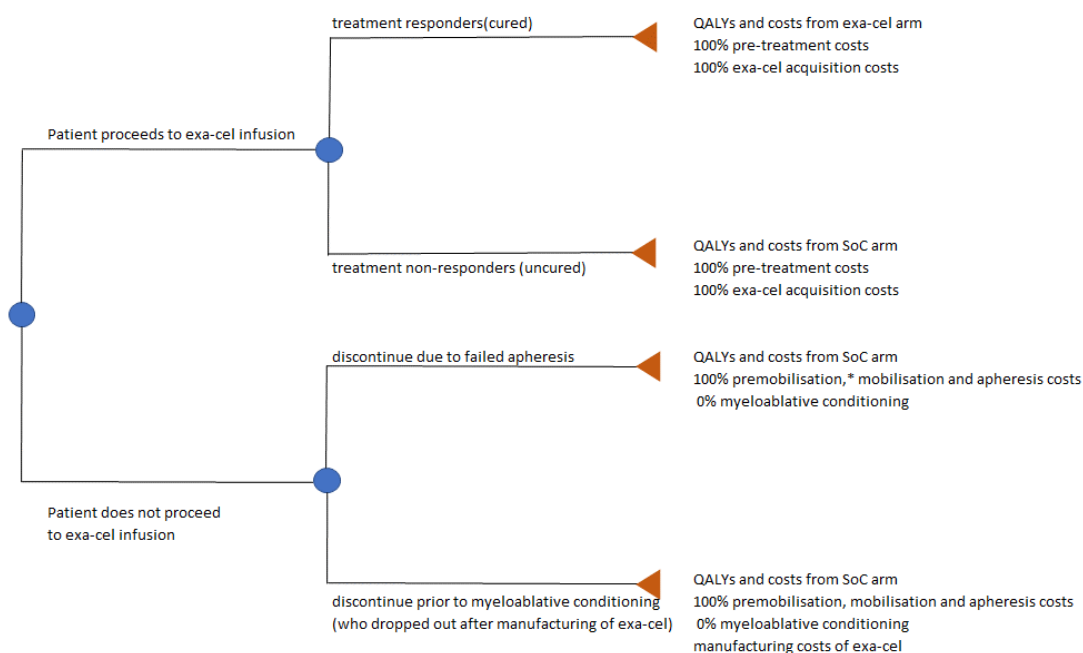 treatment responders(cured)
QALYs and costs from exa-cel arm
100% pre-treatment costs
100% exa-cel acquisition costs
Patient proceeds to exa-cel infusion
QALYs and costs from SoC arm
treatment non-responders (uncured)
100% pre-treatment costs
100% exa-cel acquisition costs
discontinue due to failed apheresis
QALYs and costs from SoC arm
100% premobilisation,* mobilisation and apheresis costs
0% myeloablative conditioning
Patient does not proceed
to exa-cel infusion
QALYs and costs from SoC arm
discontinue prior to myeloablative conditioning
(who dropped out after manufacturing of exa-cel)
100% premobilisation, mobilisation and apheresis costs
0% myeloablative conditioning
manufacturing costs of exa-cel